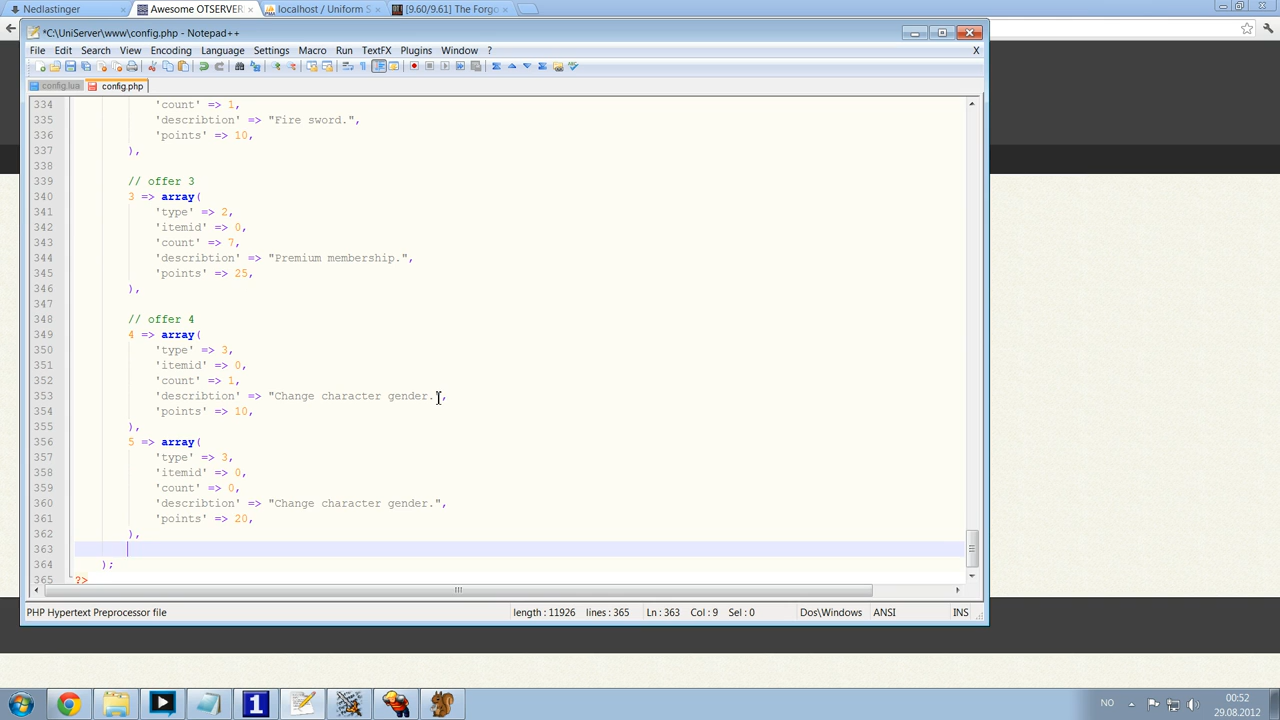 Nedlastinger
Awesome OTSERVER
localhost / Uniform S
[9.60/9.61] The Forgo
*C:\UniServer\www\config.php - Notepad++
File Edit Search View Encoding Language Settings Macro Run TextFX Plugins Window ? X
config.lua config.php
334 'count' => 1,
335 'describtion' => "Fire sword.",
336 'points' => 10,
337 ),
338
339 // offer 3
340 3 => array(
341 'type' => 2,
342 'itemid' => 0,
343 'count' => 7,
344 'describtion' => "Premium membership.",
345 'points' => 25,
346 ),
347
348 // offer 4
349 4 => array(
350 'type' => 3,
351 'itemid' => 0,
352 'count' => 1,
353 'describtion' => "Change character gender.",
354 'points' => 10,
355 ),
356 5 => array(
357 'type' => 3,
358 'itemid' => 0,
359 'count' => 0,
360 'describtion' => "Change character gender.",
361 'points' => 20,
362 ),
363
364 );
365 ?>
PHP Hypertext Preprocessor file length : 11926 lines : 365 Ln : 363 Col : 9 Sel : 0 Dos\Windows ANSI INS
1
NO
00:52
29.08.2012